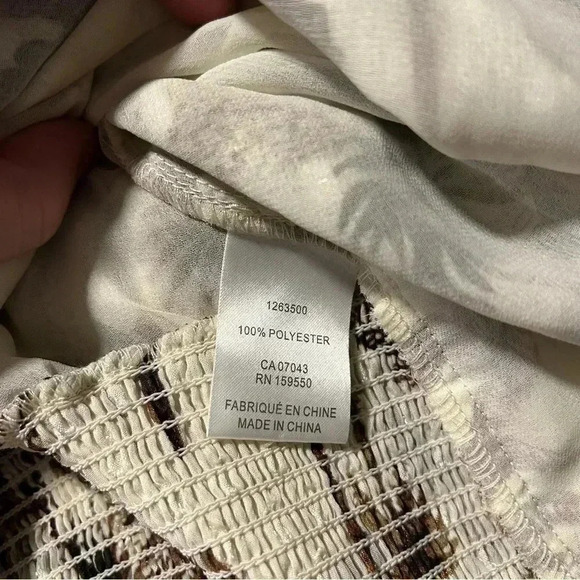 1263500
100% POLYESTER
CA 07043
RN 159550
FABRIQUÉ EN CHINE
MADE IN CHINA